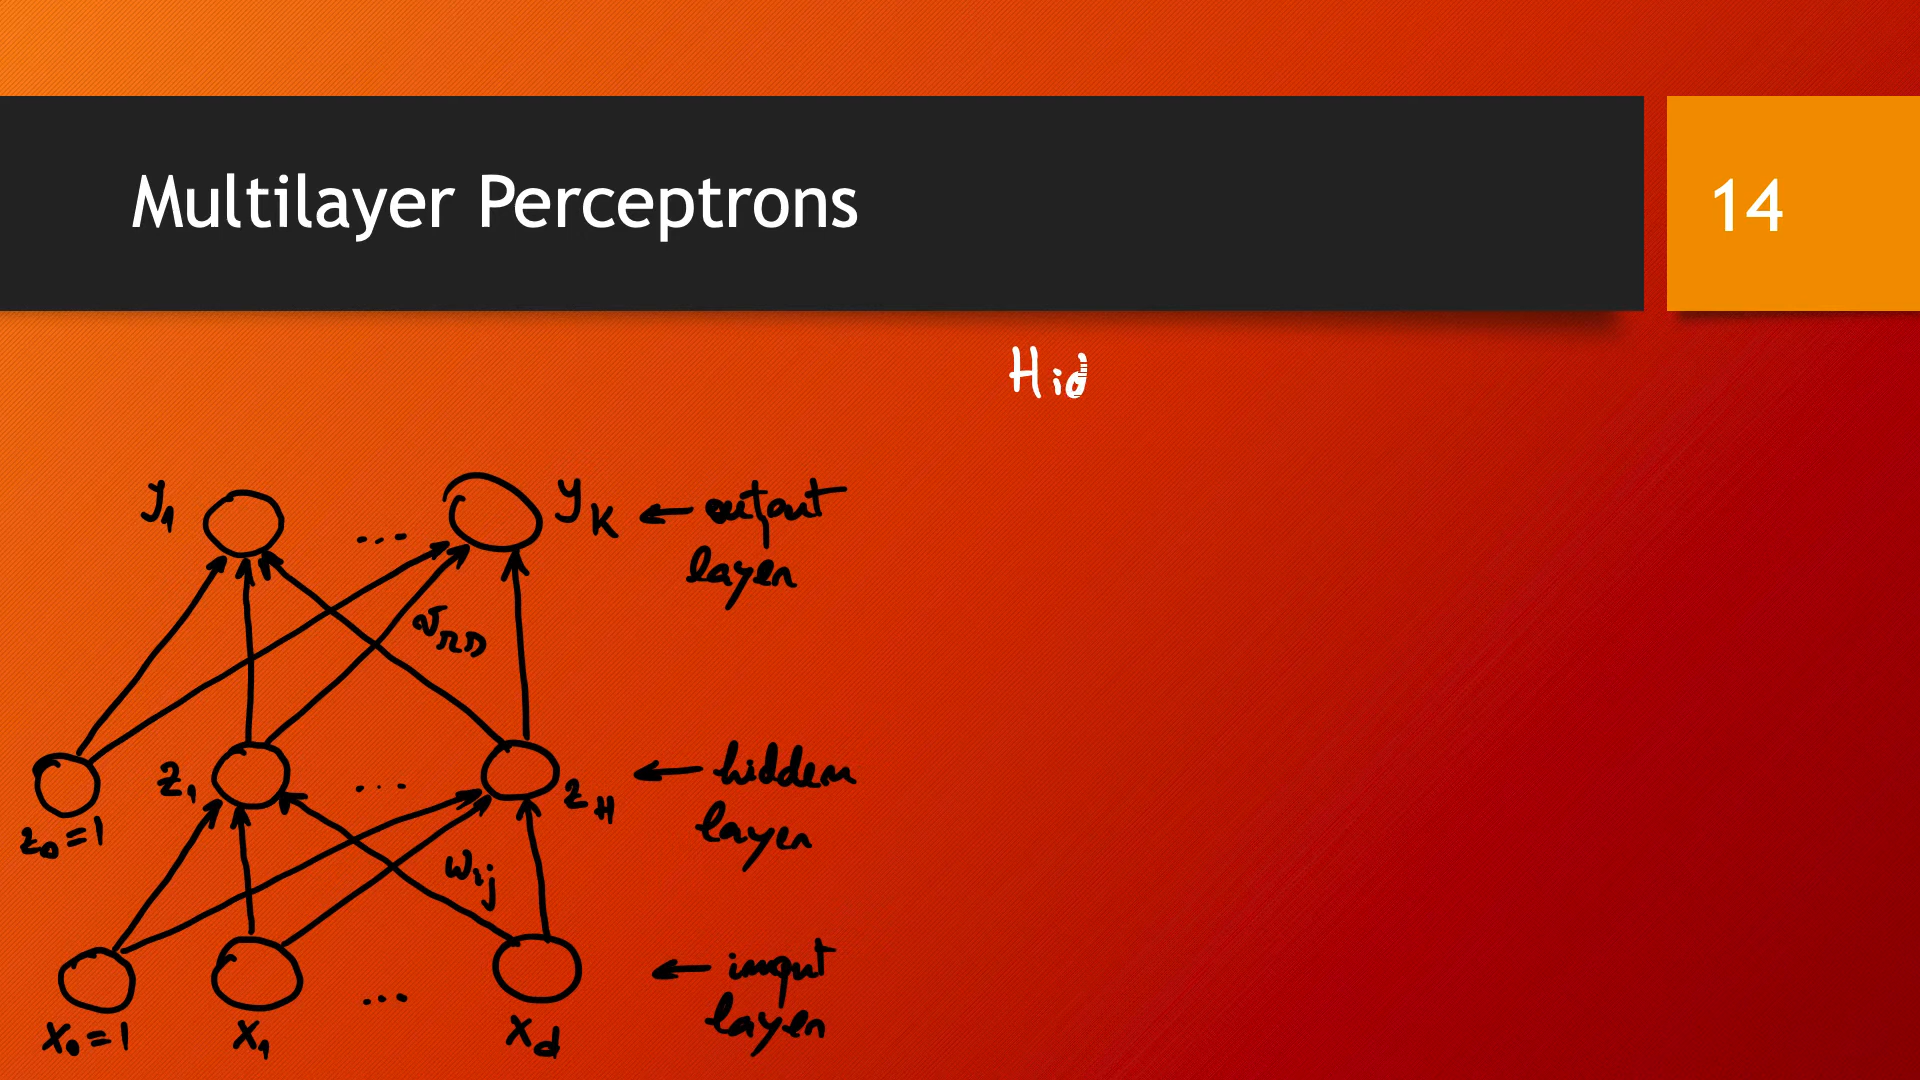 Multilayer Perceptrons
14
Hid
y1 ... yK ← output
layer
vrs
z0=1 z1 ... zH ← hidden
layer
wij
x0=1 x1 ... xd ← input
layer